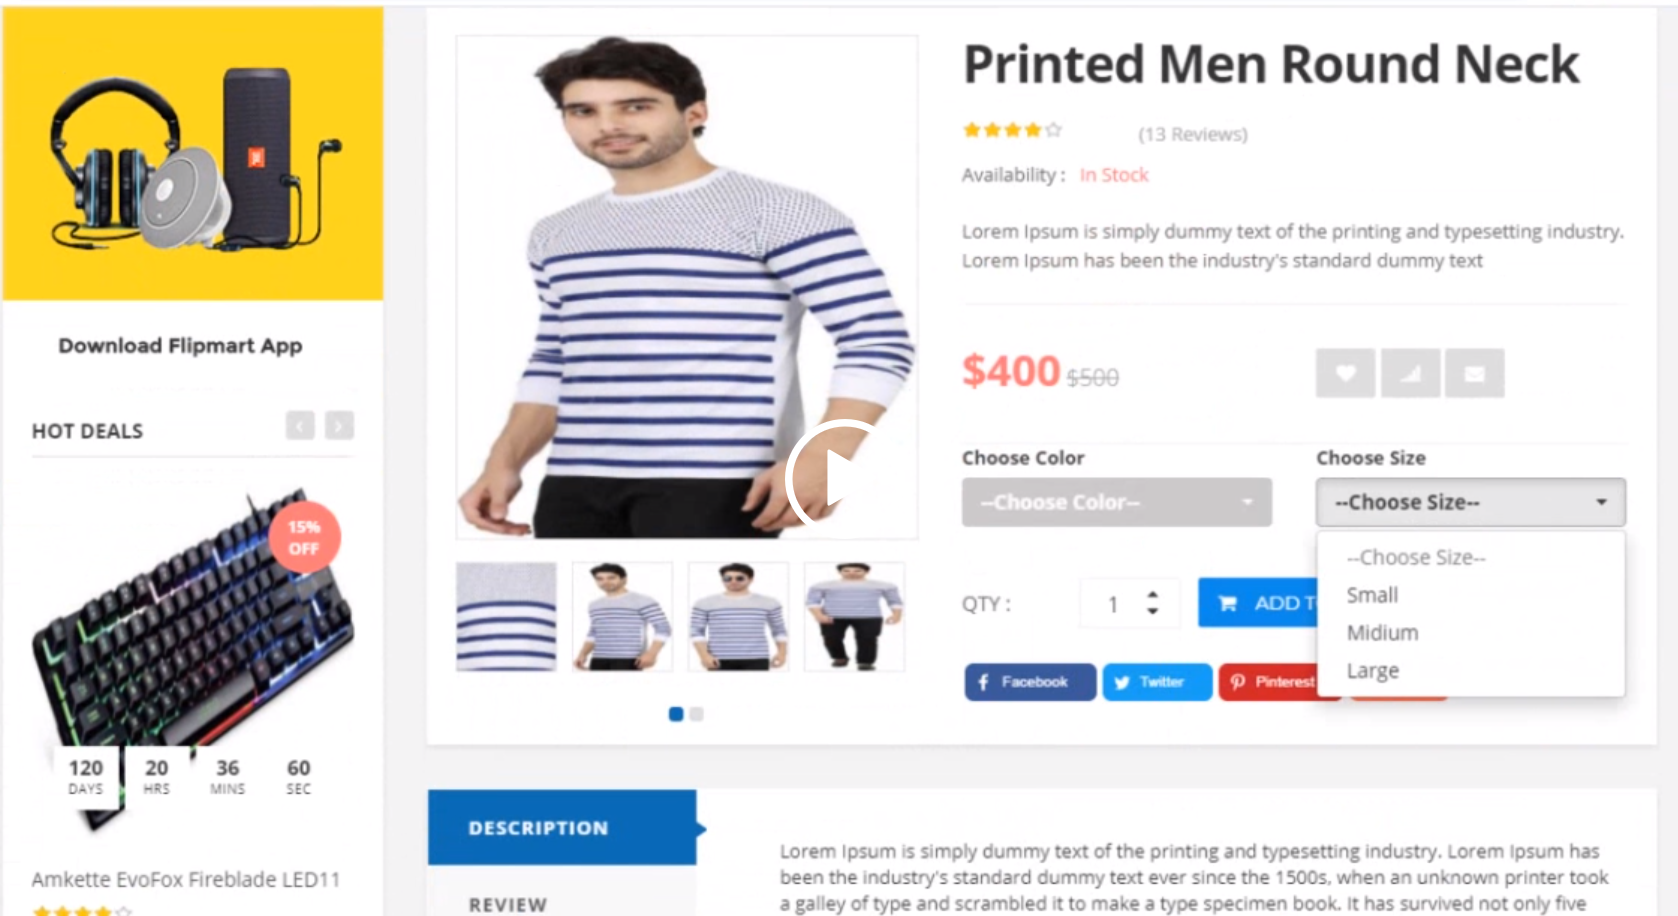 Download Flipmart App
HOT DEALS
15%
OFF
120 20 36 60
DAYS HRS MINS SEC
Amkette EvoFox Fireblade LED11
Printed Men Round Neck
(13 Reviews)
Availability : In Stock
Lorem Ipsum is simply dummy text of the printing and typesetting industry.
Lorem Ipsum has been the industry's standard dummy text
$400 $500
Choose Color
--Choose Color--
Choose Size
--Choose Size--
--Choose Size--
Small
Midium
Large
QTY : 1 ADD
Facebook Twitter Pinterest
DESCRIPTION
REVIEW
Lorem Ipsum is simply dummy text of the printing and typesetting industry. Lorem Ipsum has
been the industry's standard dummy text ever since the 1500s, when an unknown printer took
a galley of type and scrambled it to make a type specimen book. It has survived not only five